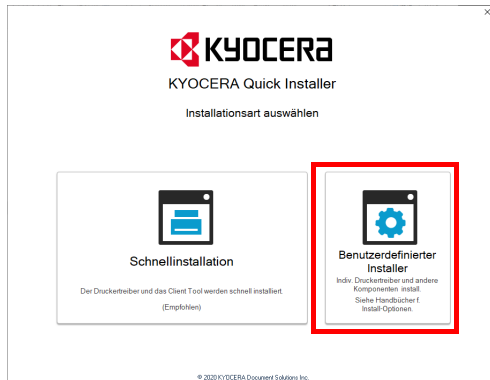 KYOCERA
KYOCERA Quick Installer
Installationsart auswählen
Schnellinstallation
Der Druckertreiber und das Client Tool werden schnell installiert.
(Empfohlen)
Benutzerdefinierter
Installer
Indiv. Druckertreiber und andere
Komponenten install.
Siehe Handbücher f.
Install-Optionen.
© 2020 KYOCERA Document Solutions Inc.